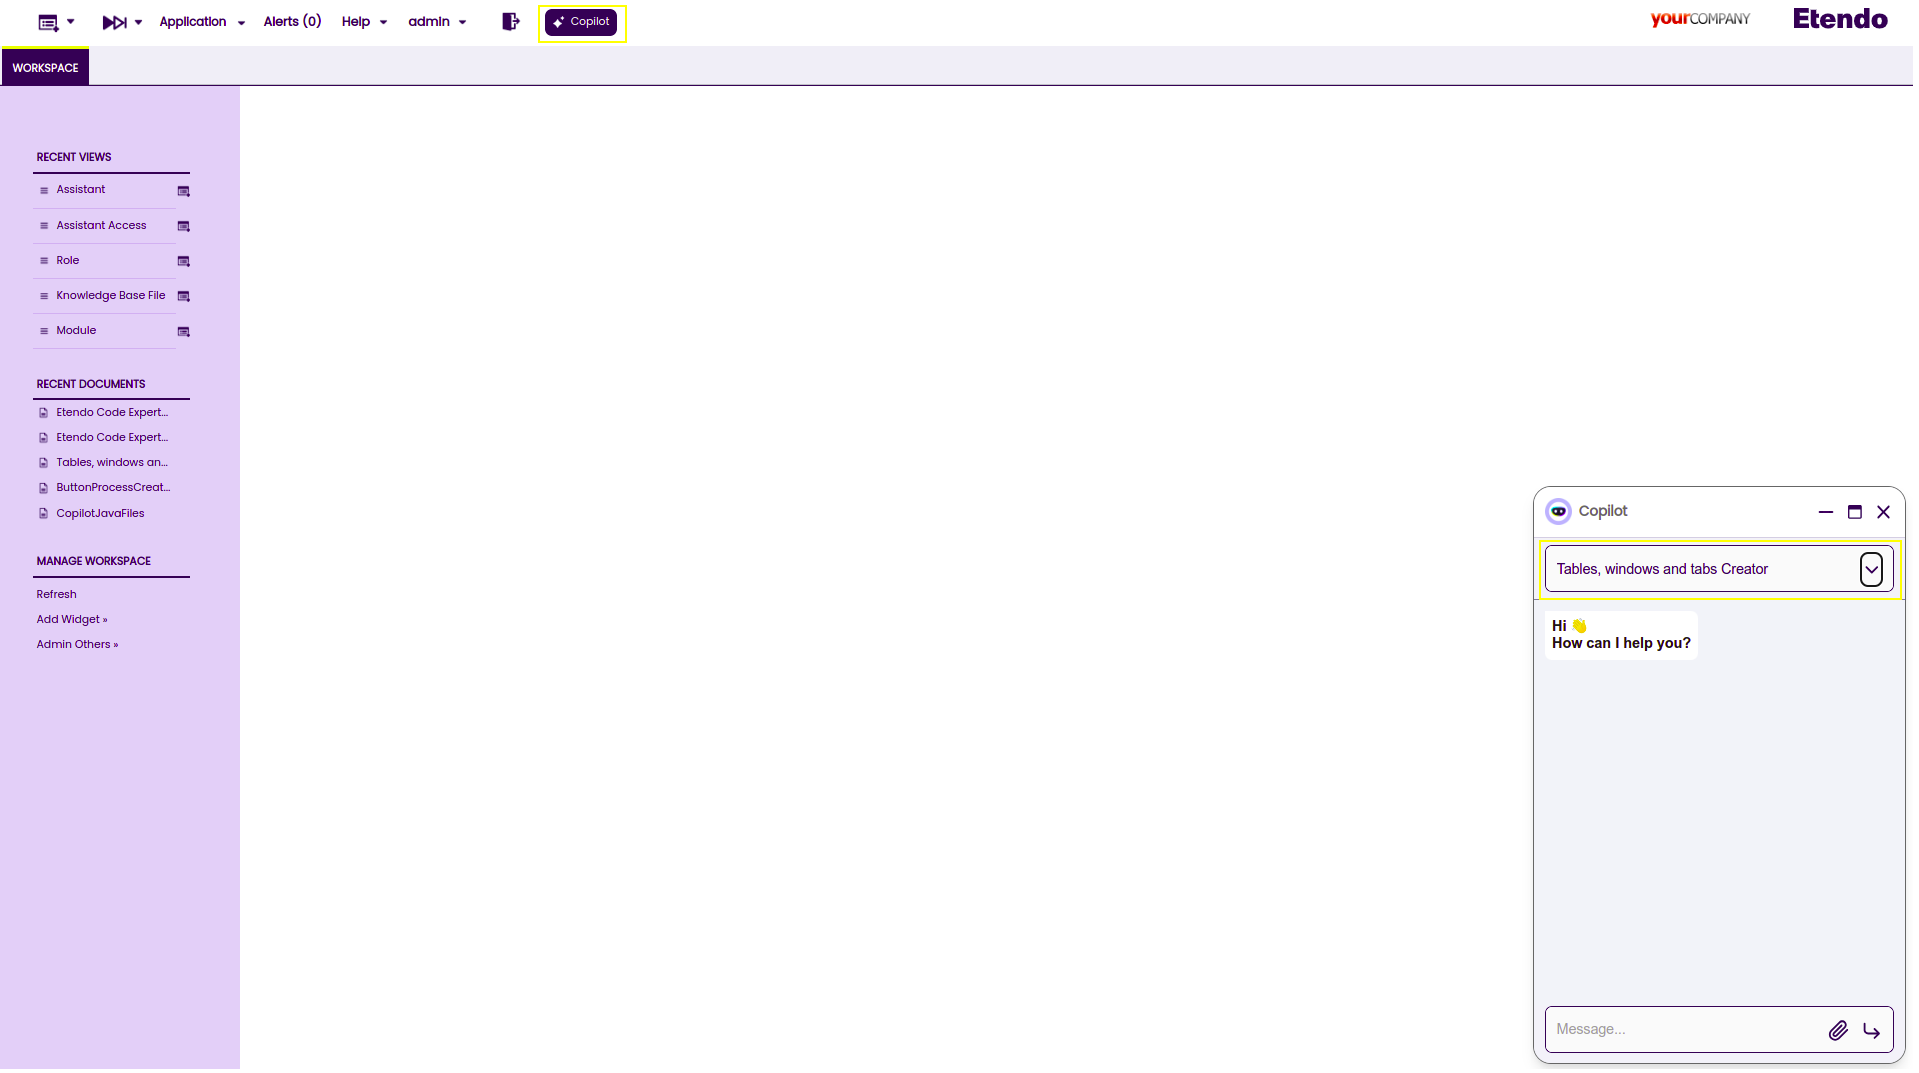 Application
Alerts (0)
Help
admin
Copilot
yourCOMPANY
Etendo
WORKSPACE
RECENT VIEWS
Assistant
Assistant Access
Role
Knowledge Base File
Module
RECENT DOCUMENTS
Etendo Code Expert...
Etendo Code Expert...
Tables, windows an...
ButtonProcessCreat...
CopilotJavaFiles
MANAGE WORKSPACE
Refresh
Add Widget »
Admin Others »
Copilot
Tables, windows and tabs Creator
Hi 👋
How can I help you?
Message...